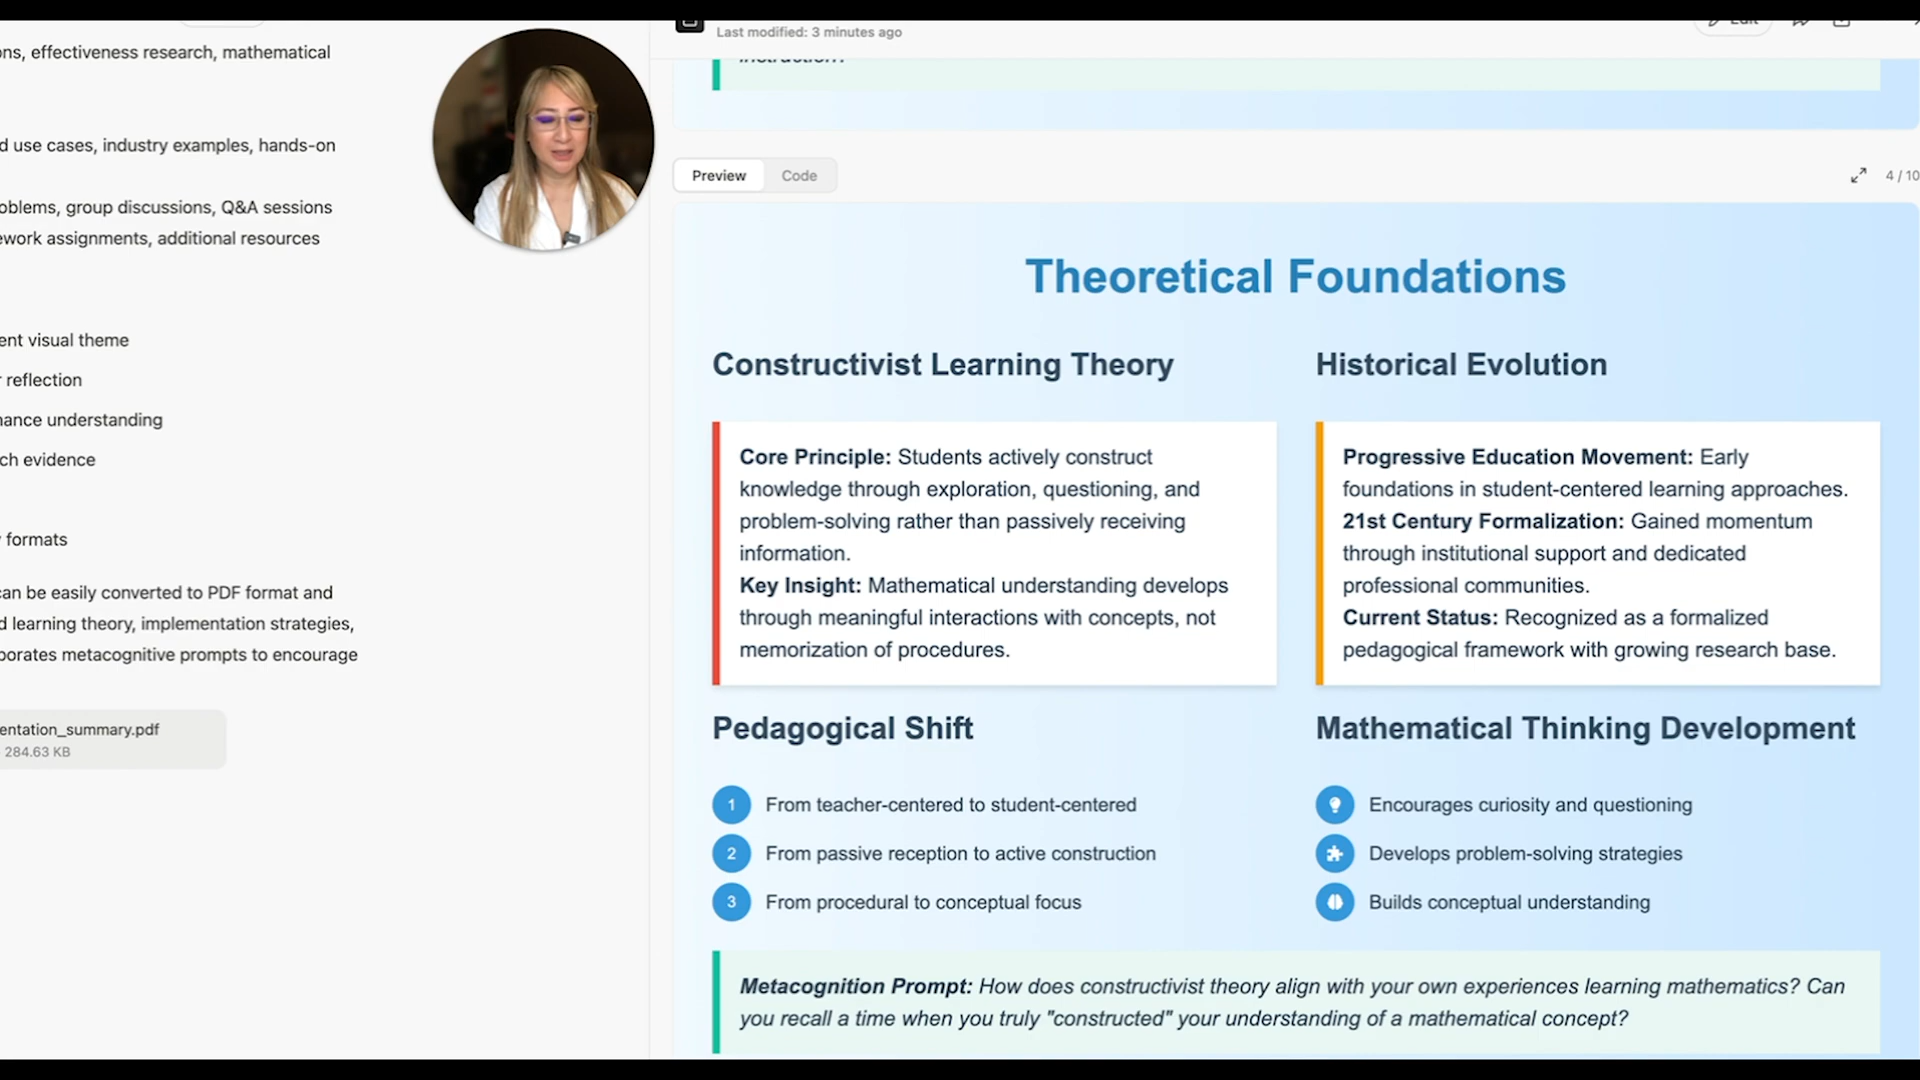 ons, effectiveness research, mathematical
d use cases, industry examples, hands-on
oblems, group discussions, Q&A sessions
ework assignments, additional resources
ent visual theme
r reflection
hance understanding
ch evidence
y formats
can be easily converted to PDF format and
d learning theory, implementation strategies,
porates metacognitive prompts to encourage
entation_summary.pdf
284.63 KB
Edit
Last modified: 3 minutes ago
instruction?
Preview
Code
4 / 10
Theoretical Foundations
Constructivist Learning Theory
Core Principle: Students actively construct
knowledge through exploration, questioning, and
problem-solving rather than passively receiving
information.
Key Insight: Mathematical understanding develops
through meaningful interactions with concepts, not
memorization of procedures.
Historical Evolution
Progressive Education Movement: Early
foundations in student-centered learning approaches.
21st Century Formalization: Gained momentum
through institutional support and dedicated
professional communities.
Current Status: Recognized as a formalized
pedagogical framework with growing research base.
Pedagogical Shift
1 From teacher-centered to student-centered
2 From passive reception to active construction
3 From procedural to conceptual focus
Mathematical Thinking Development
Encourages curiosity and questioning
Develops problem-solving strategies
Builds conceptual understanding
Metacognition Prompt: How does constructivist theory align with your own experiences learning mathematics? Can
you recall a time when you truly "constructed" your understanding of a mathematical concept?